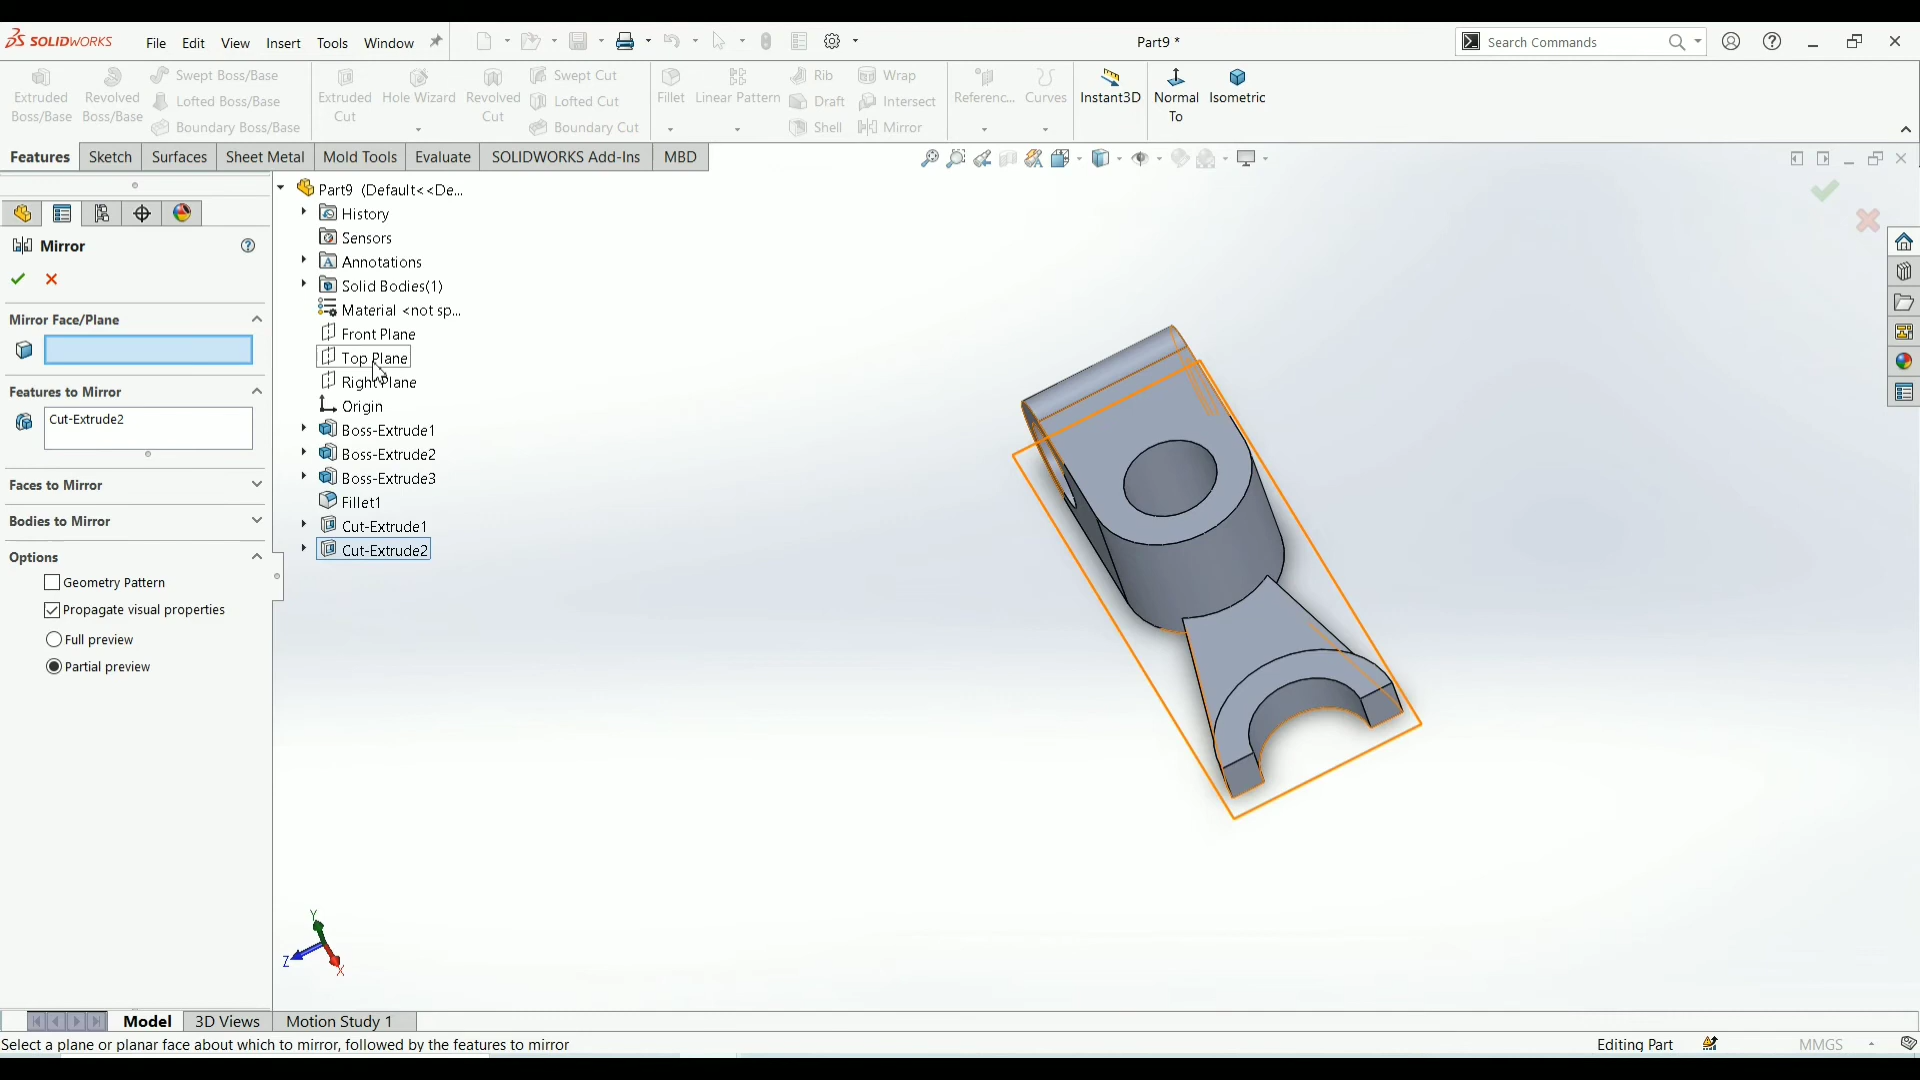 SOLIDWORKS
File Edit View Insert Tools Window
Part9 *
Search Commands
Extruded Boss/Base
Revolved Boss/Base
Swept Boss/Base
Lofted Boss/Base
Boundary Boss/Base
Extruded Cut
Hole Wizard
Revolved Cut
Swept Cut
Lofted Cut
Boundary Cut
Fillet
Linear Pattern
Rib
Draft
Shell
Wrap
Intersect
Mirror
Referenc...
Curves
Instant3D
Normal To
Isometric
Features Sketch Surfaces Sheet Metal Mold Tools Evaluate SOLIDWORKS Add-Ins MBD
Mirror
Mirror Face/Plane
Features to Mirror
Cut-Extrude2
Faces to Mirror
Bodies to Mirror
Options
Geometry Pattern
Propagate visual properties
Full preview
Partial preview
Part9 (Default<<De...
History
Sensors
Annotations
Solid Bodies(1)
Material <not sp...
Front Plane
Top Plane
Right Plane
Origin
Boss-Extrude1
Boss-Extrude2
Boss-Extrude3
Fillet1
Cut-Extrude1
Cut-Extrude2
Y
Z
X
Model 3D Views Motion Study 1
Select a plane or planar face about which to mirror, followed by the features to mirror
Editing Part
MMGS